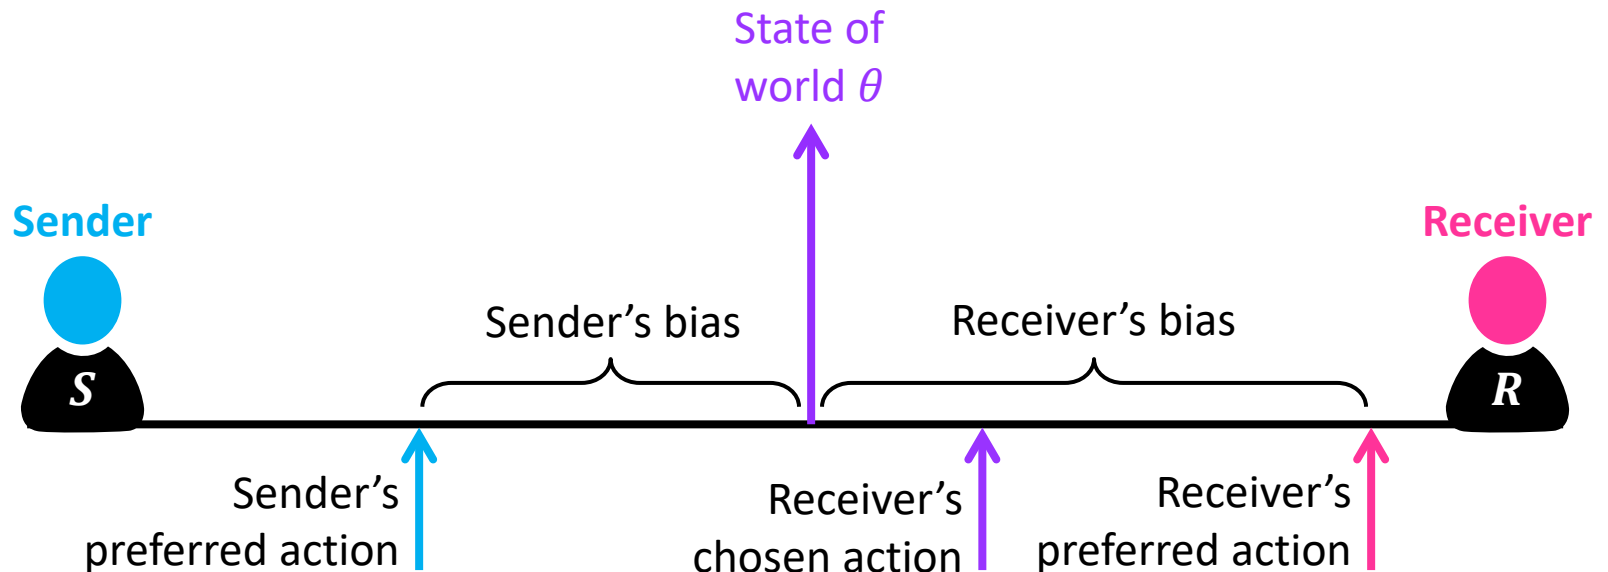 State of
world θ
Sender
Receiver
Sender's bias
Receiver's bias
S
R
Sender's
preferred action
Receiver's
chosen action
Receiver's
preferred action